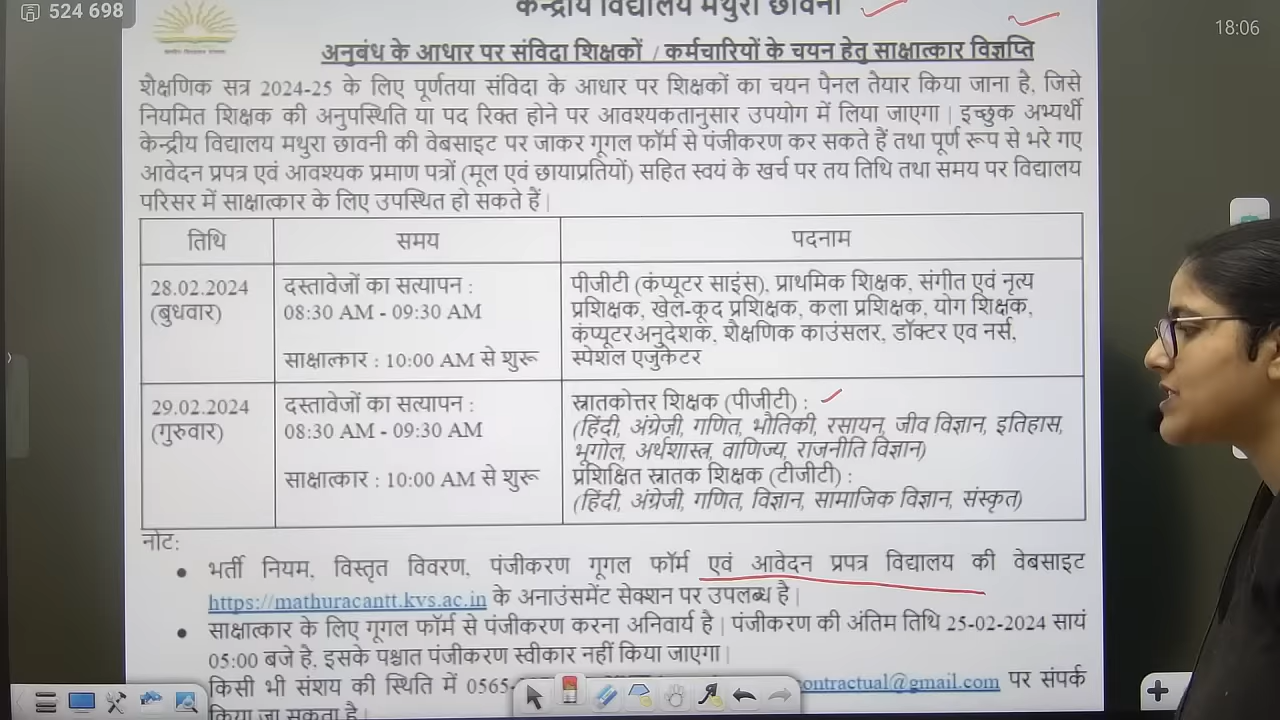 524 698
18:06
केन्द्रीय विद्यालय मथुरा छावनी
अनुबंध के आधार पर संविदा शिक्षकों / कर्मचारियों के चयन हेतु साक्षात्कार विज्ञप्ति
शैक्षणिक सत्र 2024-25 के लिए पूर्णतया संविदा के आधार पर शिक्षकों का चयन पैनल तैयार किया जाना है, जिसे
नियमित शिक्षक की अनुपस्थिति या पद रिक्त होने पर आवश्यकतानुसार उपयोग में लिया जाएगा | इच्छुक अभ्यर्थी
केन्द्रीय विद्यालय मथुरा छावनी की वेबसाइट पर जाकर गूगल फॉर्म से पंजीकरण कर सकते हैं तथा पूर्ण रूप से भरे गए
आवेदन प्रपत्र एवं आवश्यक प्रमाण पत्रों (मूल एवं छायाप्रतियों) सहित स्वयं के खर्च पर तय तिथि तथा समय पर विद्यालय
परिसर में साक्षात्कार के लिए उपस्थित हो सकते हैं |
तिथि समय पदनाम
28.02.2024
(बुधवार)
दस्तावेजों का सत्यापन :
08:30 AM - 09:30 AM
साक्षात्कार : 10:00 AM से शुरू
पीजीटी (कंप्यूटर साइंस), प्राथमिक शिक्षक, संगीत एवं नृत्य
प्रशिक्षक, खेल-कूद प्रशिक्षक, कला प्रशिक्षक, योग शिक्षक,
कंप्यूटरअनुदेशक, शैक्षणिक काउंसलर, डॉक्टर एव नर्स,
स्पेशल एजुकेटर
29.02.2024
(गुरुवार)
दस्तावेजों का सत्यापन :
08:30 AM - 09:30 AM
साक्षात्कार : 10:00 AM से शुरू
स्नातकोत्तर शिक्षक (पीजीटी) :
(हिंदी, अंग्रेजी, गणित, भौतिकी, रसायन, जीव विज्ञान, इतिहास,
भूगोल, अर्थशास्त्र, वाणिज्य, राजनीति विज्ञान)
प्रशिक्षित स्नातक शिक्षक (टीजीटी) :
(हिंदी, अंग्रेजी, गणित, विज्ञान, सामाजिक विज्ञान, संस्कृत)
नोट:
• भर्ती नियम, विस्तृत विवरण, पंजीकरण गूगल फॉर्म एवं आवेदन प्रपत्र विद्यालय की वेबसाइट
https://mathuracantt.kvs.ac.in के अनाउंसमेंट सेक्शन पर उपलब्ध है |
• साक्षात्कार के लिए गूगल फॉर्म से पंजीकरण करना अनिवार्य है | पंजीकरण की अंतिम तिथि 25-02-2024 सायं
05:00 बजे है, इसके पश्चात पंजीकरण स्वीकार नहीं किया जाएगा |
किसी भी संशय की स्थिति में 0565- ontractual@gmail.com पर संपर्क
किया जा सकता है |